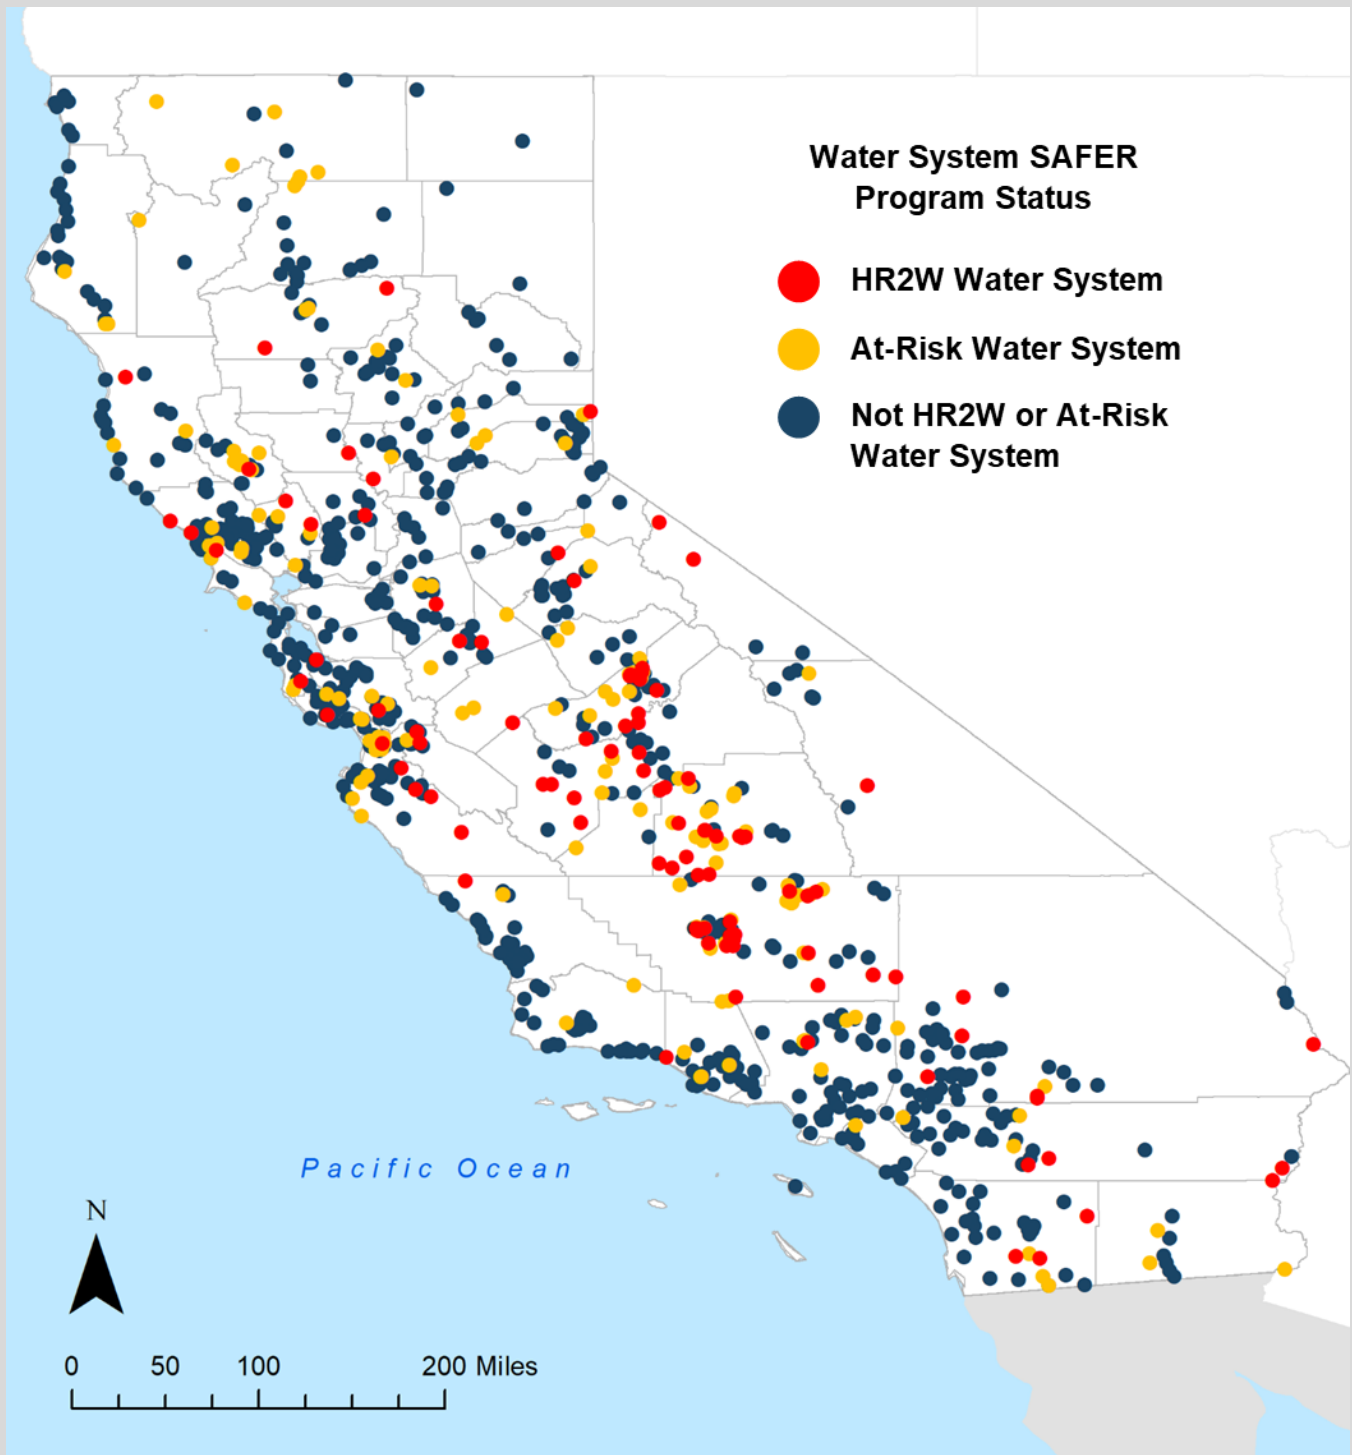 Water System SAFER
Program Status
HR2W Water System
At-Risk Water System
Not HR2W or At-Risk
Water System
Pacific Ocean
N
0 50 100 200 Miles